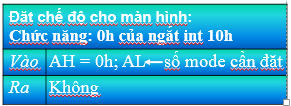 Đặt chế độ cho màn hình:
Chức năng: 0h của ngắt int 10h
Vào AH = 0h; AL←số mode cần đặt
Ra Không